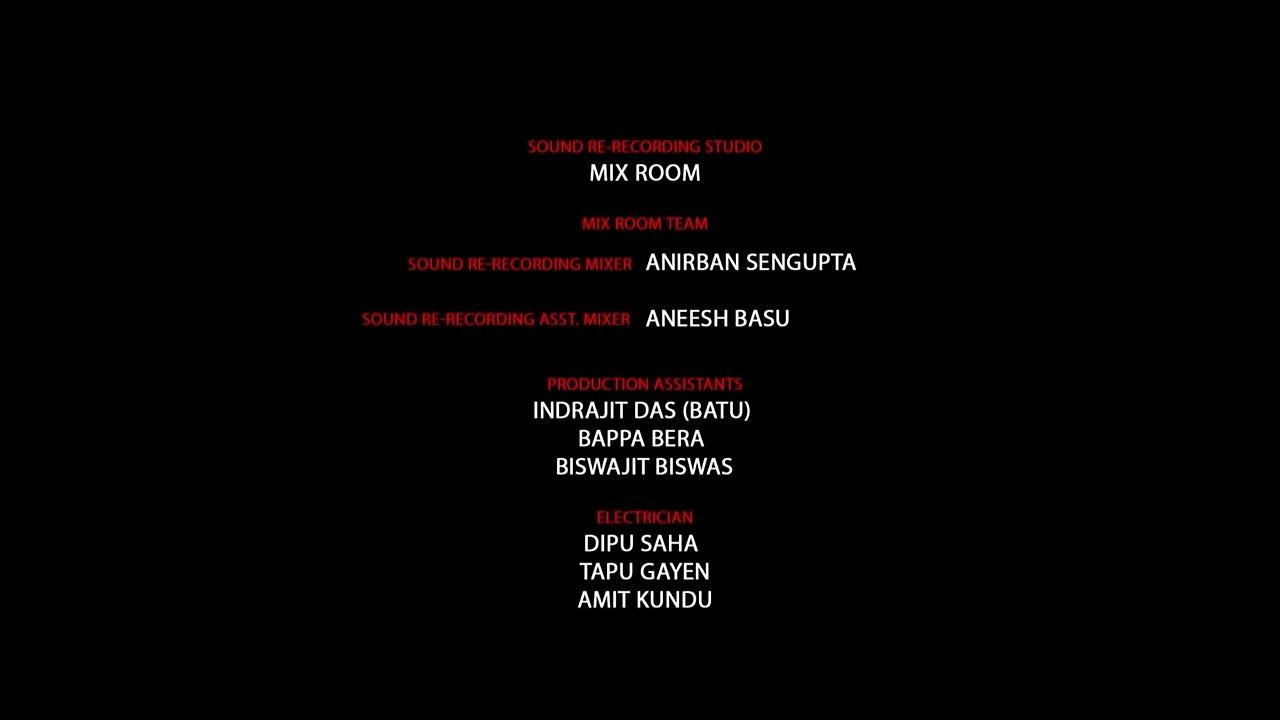 SOUND RE-RECORDING STUDIO
MIX ROOM
MIX ROOM TEAM
SOUND RE-RECORDING MIXER ANIRBAN SENGUPTA
SOUND RE-RECORDING ASST. MIXER ANEESH BASU
PRODUCTION ASSISTANTS
INDRAJIT DAS (BATU)
BAPPA BERA
BISWAJIT BISWAS
ELECTRICIAN
DIPU SAHA
TAPU GAYEN
AMIT KUNDU